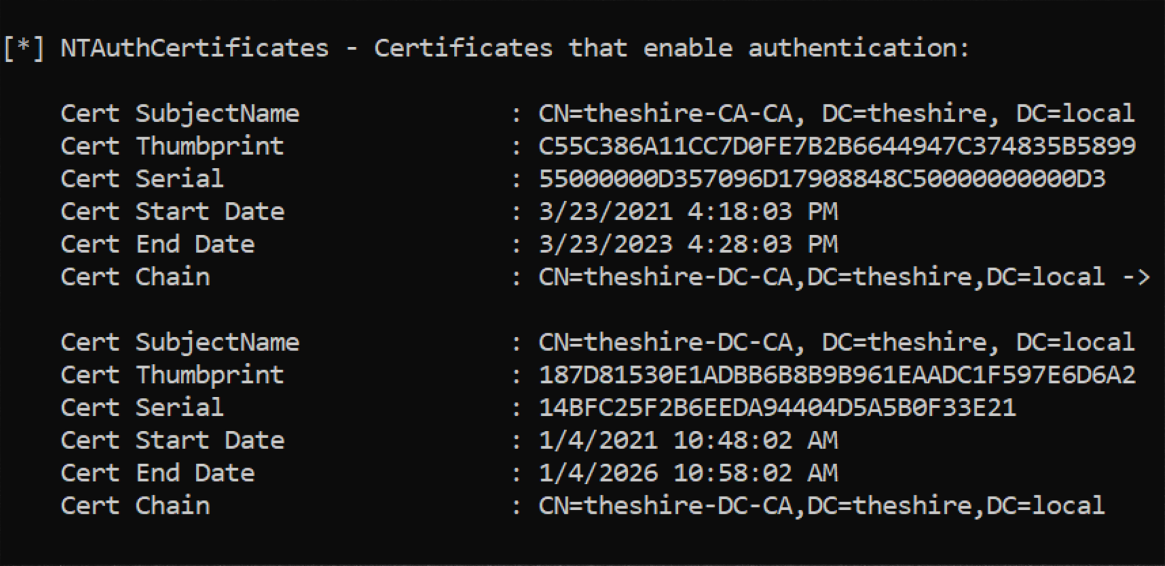 [*] NTAuthCertificates - Certificates that enable authentication:
Cert SubjectName : CN=theshire-CA-CA, DC=theshire, DC=local
Cert Thumbprint : C55C386A11CC7D0FE7B2B6644947C374835B5899
Cert Serial : 55000000D357096D17908848C50000000000D3
Cert Start Date : 3/23/2021 4:18:03 PM
Cert End Date : 3/23/2023 4:28:03 PM
Cert Chain : CN=theshire-DC-CA,DC=theshire,DC=local ->
Cert SubjectName : CN=theshire-DC-CA, DC=theshire, DC=local
Cert Thumbprint : 187D81530E1ADBB6B8B9B961EAADC1F597E6D6A2
Cert Serial : 14BFC25F2B6EEDA94404D5A5B0F33E21
Cert Start Date : 1/4/2021 10:48:02 AM
Cert End Date : 1/4/2026 10:58:02 AM
Cert Chain : CN=theshire-DC-CA,DC=theshire,DC=local